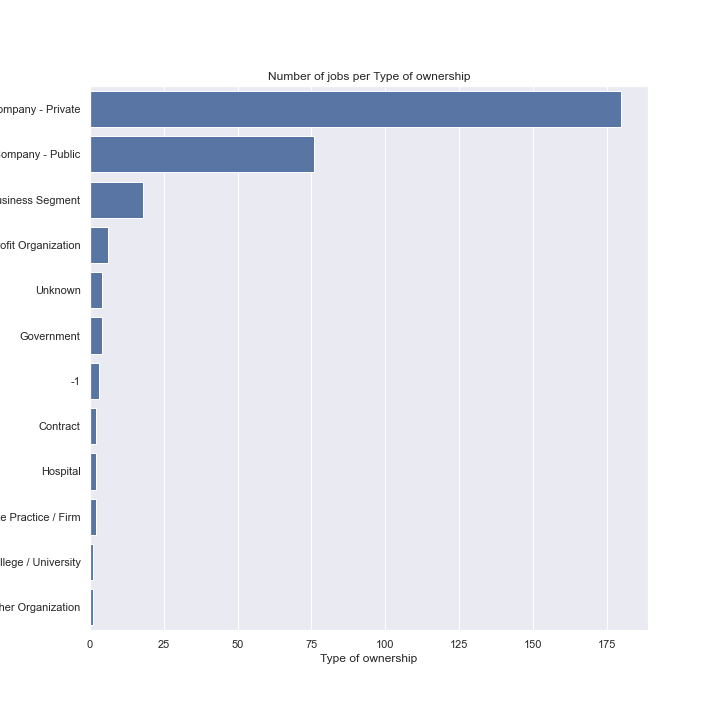 Number of jobs per Type of ownership
ompany - Private
ompany - Public
usiness Segment
ofit Organization
Unknown
Government
-1
Contract
Hospital
e Practice / Firm
llege / University
her Organization
0 25 50 75 100 125 150 175
Type of ownership